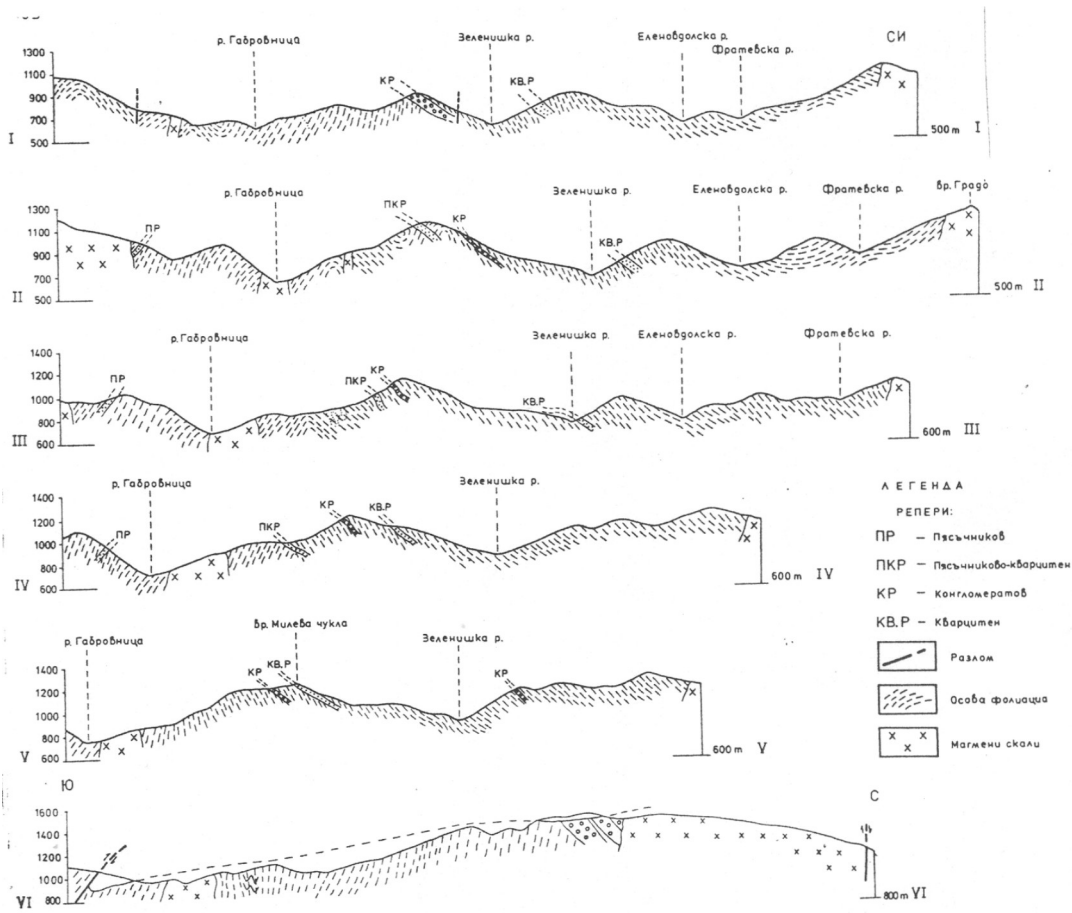 р. Габровница
Зеленишка р.
Еленовдолска р.
Фратевска р.
СИ
1300
1100
900
700
500
КР
КВ.Р
I
500 m
I
р. Габровница
Зеленишка р.
Еленовдолска р.
Фратевска р.
вр. Градо
1300
1100
900
700
500
ПР
ПКР
КР
КВ.Р
II
500 m
II
р. Габровница
Зеленишка р.
Еленовдолска р.
Фратевска р.
1400
1200
1000
800
600
ПР
ПКР
КР
КВ.Р
III
600 m
III
р. Габровница
Зеленишка р.
1400
1200
1000
800
600
ПР
ПКР
КР
КВ.Р
IV
600 m
IV
ЛЕГЕНДА
РЕПЕРИ:
ПР – Пясъчников
ПКР – Пясъчниково-кварцитен
КР – Конгломератов
КВ.Р – Кварцитен
Разлом
Осова фолиация
Магмени скали
р. Габровница
вр. Милева чукла
Зеленишка р.
1400
1200
1000
800
600
КР
КВ.Р
КР
V
600 m
V
Ю
С
1600
1400
1200
1000
800
VI
800 m
VI